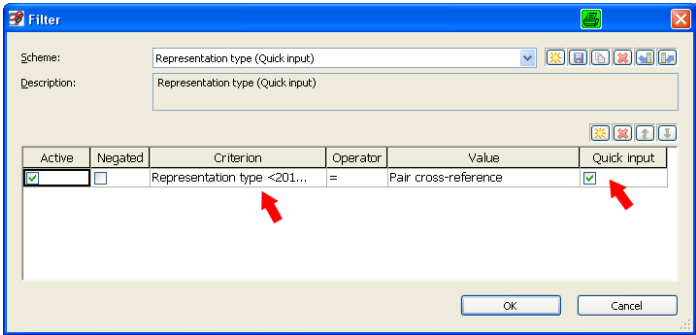 Filter
Scheme: Representation type (Quick input)
Description: Representation type (Quick input)
Active Negated Criterion Operator Value Quick input
Representation type <201... = Pair cross-reference
OK Cancel